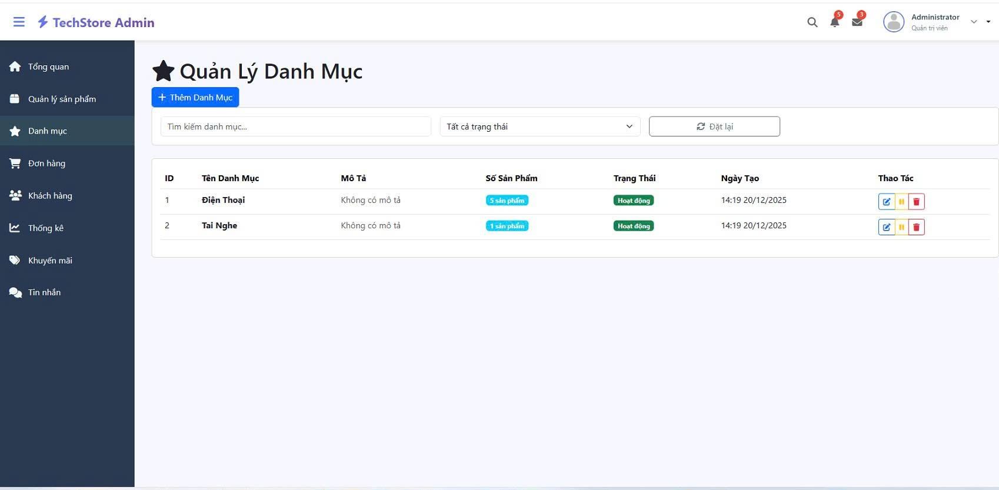 TechStore Admin
5
3
Administrator
Quản trị viên
Tổng quan
Quản lý sản phẩm
Danh mục
Đơn hàng
Khách hàng
Thống kê
Khuyến mãi
Tin nhắn
Quản Lý Danh Mục
Thêm Danh Mục
Tìm kiếm danh mục...
Tất cả trạng thái
Đặt lại
ID Tên Danh Mục Mô Tả Số Sản Phẩm Trạng Thái Ngày Tạo Thao Tác
1 Điện Thoại Không có mô tả 5 sản phẩm Hoạt động 14:19 20/12/2025
2 Tai Nghe Không có mô tả 1 sản phẩm Hoạt động 14:19 20/12/2025